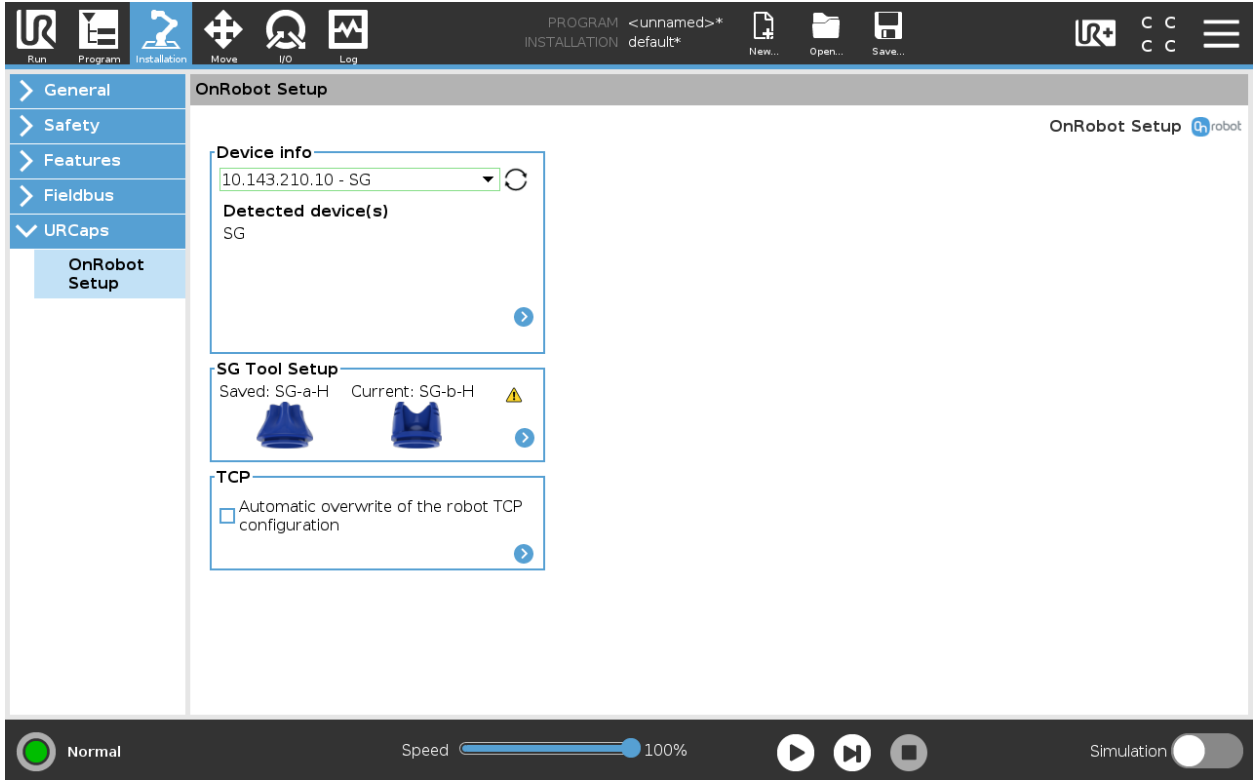 PROGRAM <unnamed>*
INSTALLATION default*
Run Program Installation Move I/O Log New... Open... Save... UR+ C C
C C
General
Safety
Features
Fieldbus
URCaps
OnRobot
Setup
OnRobot Setup
OnRobot Setup On robot
Device info
10.143.210.10 - SG
Detected device(s)
SG
SG Tool Setup
Saved: SG-a-H Current: SG-b-H
TCP
Automatic overwrite of the robot TCP
configuration
Normal Speed 100% Simulation